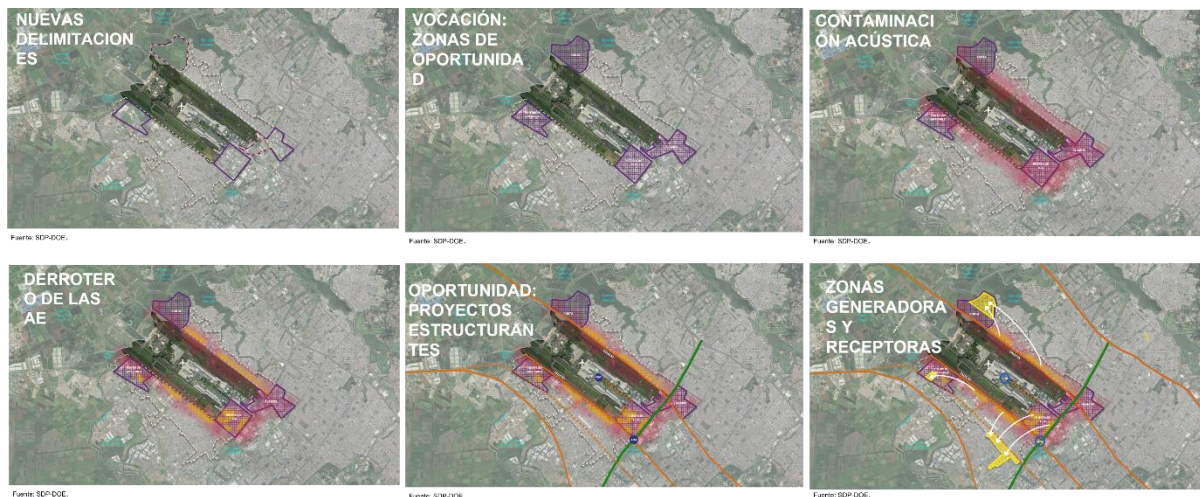 NUEVAS
DELIMITACION
ES
VOCACIÓN:
ZONAS DE
OPORTUNIDA
D
CONTAMINACI
ÓN ACÚSTICA
Fuente: SDP-DOE.
Fuente: SDP-DOE.
Fuente: SDP-DOE.
DERROTER
O DE LAS
AE
OPORTUNIDAD:
PROYECTOS
ESTRUCTURAN
TES
ZONAS
GENERADORA
S Y
RECEPTORAS
Fuente: SDP-DOE.
Fuente: SDP-DOE
Fuente: SDP-DOE.